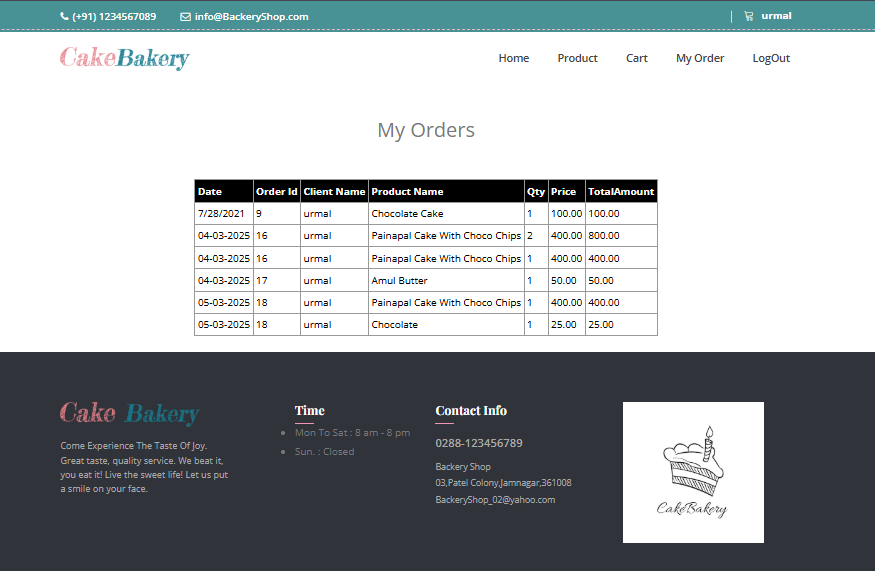 (+91) 1234567089 info@BackeryShop.com urmal
CakeBakery Home Product Cart My Order LogOut
My Orders
Date Order Id Client Name Product Name Qty Price TotalAmount
7/28/2021 9 urmal Chocolate Cake 1 100.00 100.00
04-03-2025 16 urmal Painapal Cake With Choco Chips 2 400.00 800.00
04-03-2025 16 urmal Painapal Cake With Choco Chips 1 400.00 400.00
04-03-2025 17 urmal Amul Butter 1 50.00 50.00
05-03-2025 18 urmal Painapal Cake With Choco Chips 1 400.00 400.00
05-03-2025 18 urmal Chocolate 1 25.00 25.00
Cake Bakery
Come Experience The Taste Of Joy.
Great taste, quality service. We beat it,
you eat it! Live the sweet life! Let us put
a smile on your face.
Time
Mon To Sat : 8 am - 8 pm
Sun. : Closed
Contact Info
0288-123456789
Backery Shop
03,Patel Colony,Jamnagar,361008
BackeryShop_02@yahoo.com
CakeBakery